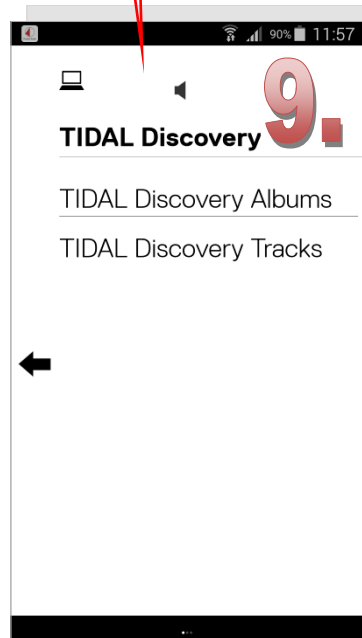 90% 11:57
9.
TIDAL Discovery
TIDAL Discovery Albums
TIDAL Discovery Tracks